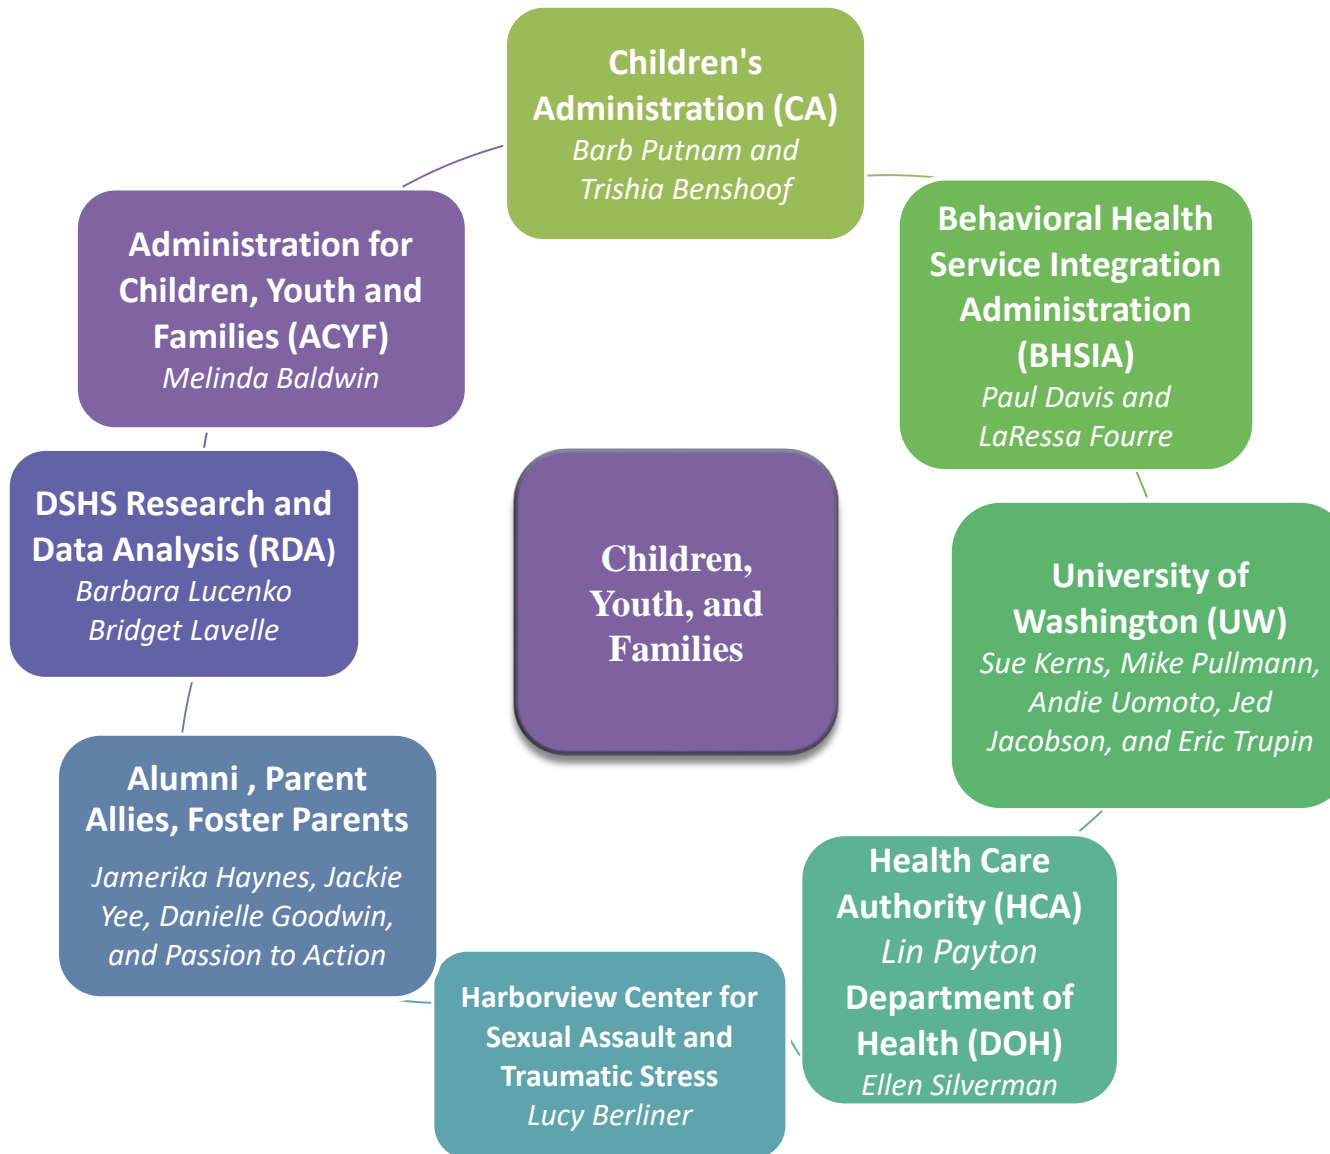 Children's
Administration (CA)
Barb Putnam and
Trishia Benshoof
Behavioral Health
Service Integration
Administration
(BHSIA)
Paul Davis and
LaRessa Fourre
University of
Washington (UW)
Sue Kerns, Mike Pullmann,
Andie Uomoto, Jed
Jacobson, and Eric Trupin
Health Care
Authority (HCA)
Lin Payton
Department of
Health (DOH)
Ellen Silverman
Harborview Center for
Sexual Assault and
Traumatic Stress
Lucy Berliner
Alumni , Parent
Allies, Foster Parents
Jamerika Haynes, Jackie
Yee, Danielle Goodwin,
and Passion to Action
DSHS Research and
Data Analysis (RDA)
Barbara Lucenko
Bridget Lavelle
Administration for
Children, Youth and
Families (ACYF)
Melinda Baldwin
Children,
Youth, and
Families